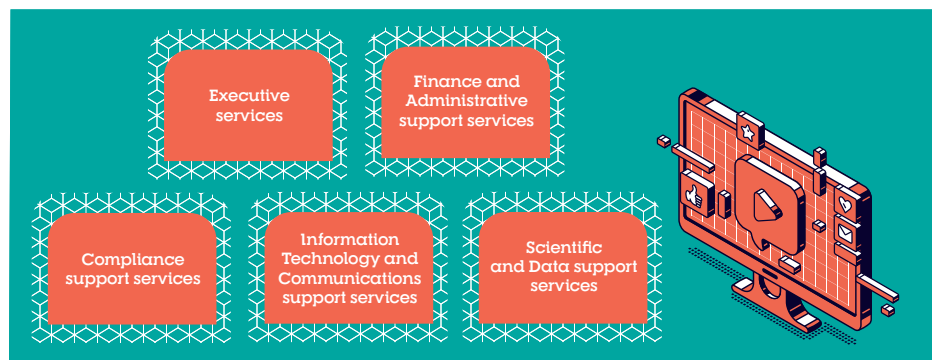 Executive
services
Finance and
Administrative
support services
Compliance
support services
Information
Technology and
Communications
support services
Scientific
and Data support
services